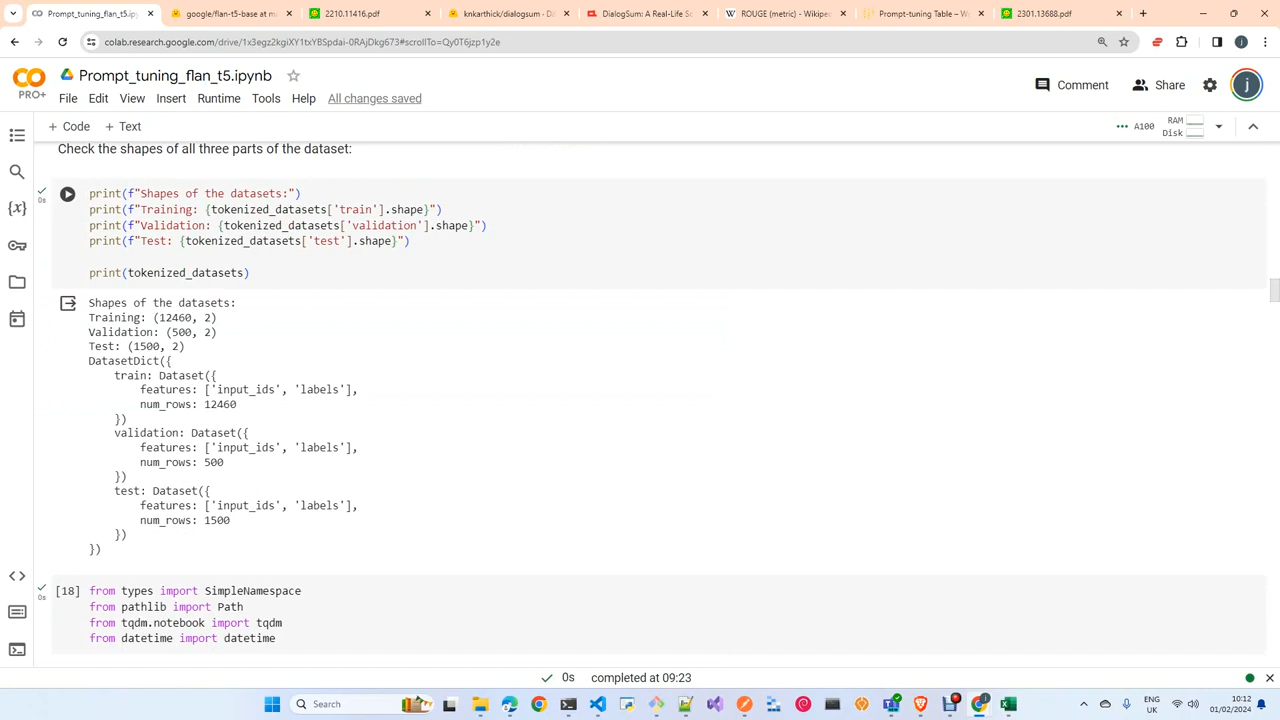 Prompt_tuning_flan_t5.ipy
google/flan-t5-base at m
2210.11416.pdf
knkarthick/dialogsum
DialogSum: A Real-Life S
ROUGE (metric) - Wikiped
Prompt-tuning Table – W
2301.13688.pdf
colab.research.google.com/drive/1x3egz2kgiXY1txYBSpdai-0RAjDkg673#scrollTo=Qy0T6jzp1y2e
Prompt_tuning_flan_t5.ipynb
PRO+
File Edit View Insert Runtime Tools Help All changes saved
Comment
Share
j
+ Code + Text
A100
RAM
Disk
Check the shapes of all three parts of the dataset:
0s
print(f"Shapes of the datasets:")
print(f"Training: {tokenized_datasets['train'].shape}")
print(f"Validation: {tokenized_datasets['validation'].shape}")
print(f"Test: {tokenized_datasets['test'].shape}")
print(tokenized_datasets)
Shapes of the datasets:
Training: (12460, 2)
Validation: (500, 2)
Test: (1500, 2)
DatasetDict({
    train: Dataset({
        features: ['input_ids', 'labels'],
        num_rows: 12460
    })
    validation: Dataset({
        features: ['input_ids', 'labels'],
        num_rows: 500
    })
    test: Dataset({
        features: ['input_ids', 'labels'],
        num_rows: 1500
    })
})
0s
[18] from types import SimpleNamespace
from pathlib import Path
from tqdm.notebook import tqdm
from datetime import datetime
0s completed at 09:23
Search
ENG
UK
10:12
01/02/2024